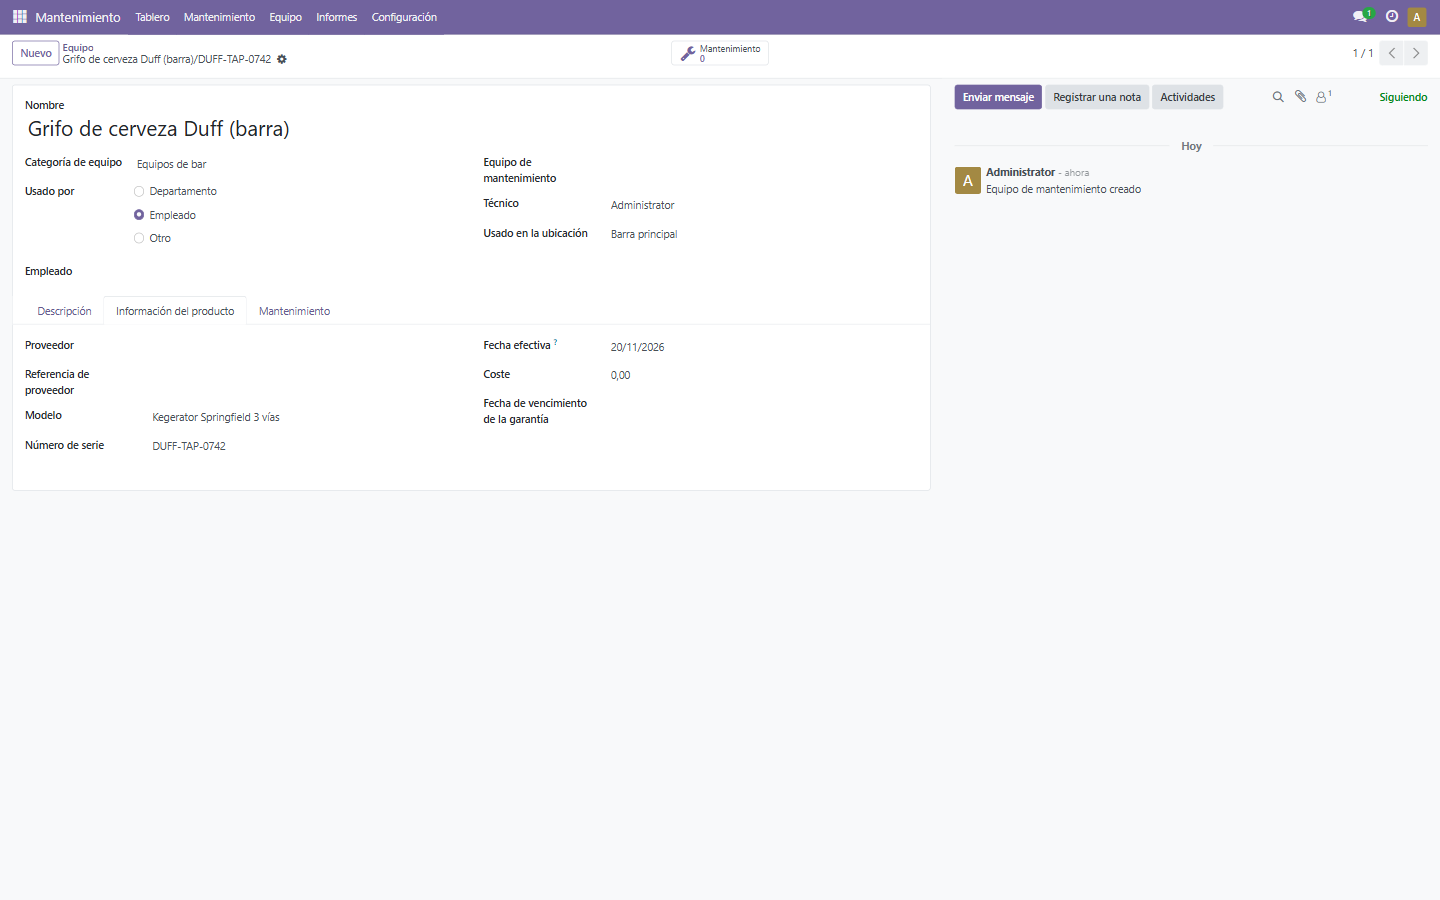 Mantenimiento Tablero Mantenimiento Equipo Informes Configuración 1 A
Nuevo
Equipo
Grifo de cerveza Duff (barra)/DUFF-TAP-0742
Mantenimiento
0
1 / 1
Nombre
Grifo de cerveza Duff (barra)
Categoría de equipo Equipos de bar
Usado por
Departamento
Empleado
Otro
Empleado
Equipo de
mantenimiento
Técnico Administrator
Usado en la ubicación Barra principal
Descripción Información del producto Mantenimiento
Proveedor
Referencia de
proveedor
Modelo Kegerator Springfield 3 vías
Número de serie DUFF-TAP-0742
Fecha efectiva ? 20/11/2026
Coste 0,00
Fecha de vencimiento
de la garantía
Enviar mensaje Registrar una nota Actividades 1 Siguiendo
Hoy
A
Administrator - ahora
Equipo de mantenimiento creado